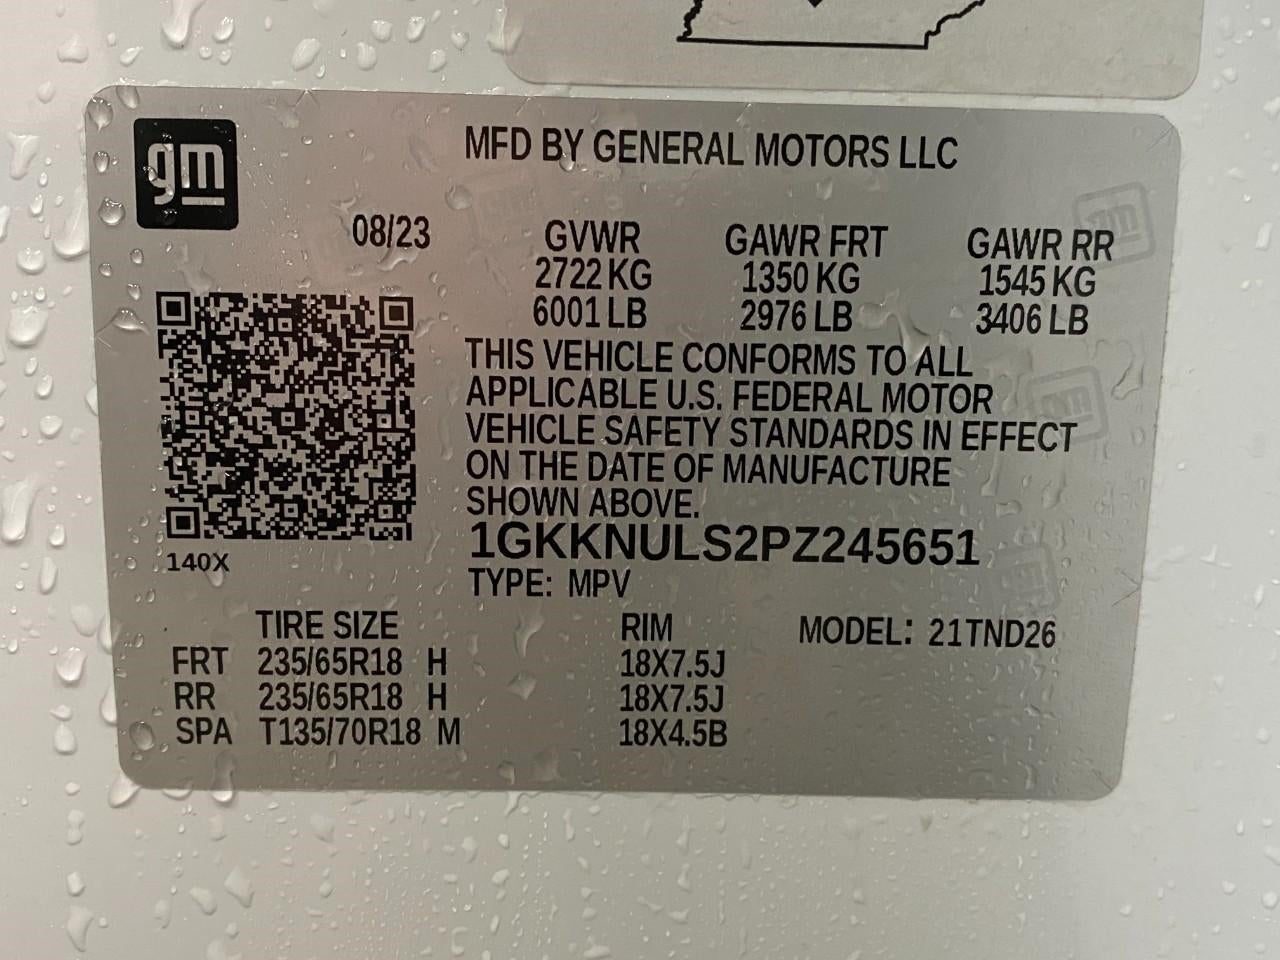 gm
MFD BY GENERAL MOTORS LLC
08/23 GVWR GAWR FRT GAWR RR
2722 KG 1350 KG 1545 KG
6001 LB 2976 LB 3406 LB
THIS VEHICLE CONFORMS TO ALL
APPLICABLE U.S. FEDERAL MOTOR
VEHICLE SAFETY STANDARDS IN EFFECT
ON THE DATE OF MANUFACTURE
SHOWN ABOVE.
1GKKNULS2PZ245651
140X
TYPE: MPV
TIRE SIZE RIM MODEL: 21TND26
FRT 235/65R18 H 18X7.5J
RR 235/65R18 H 18X7.5J
SPA T135/70R18 M 18X4.5B